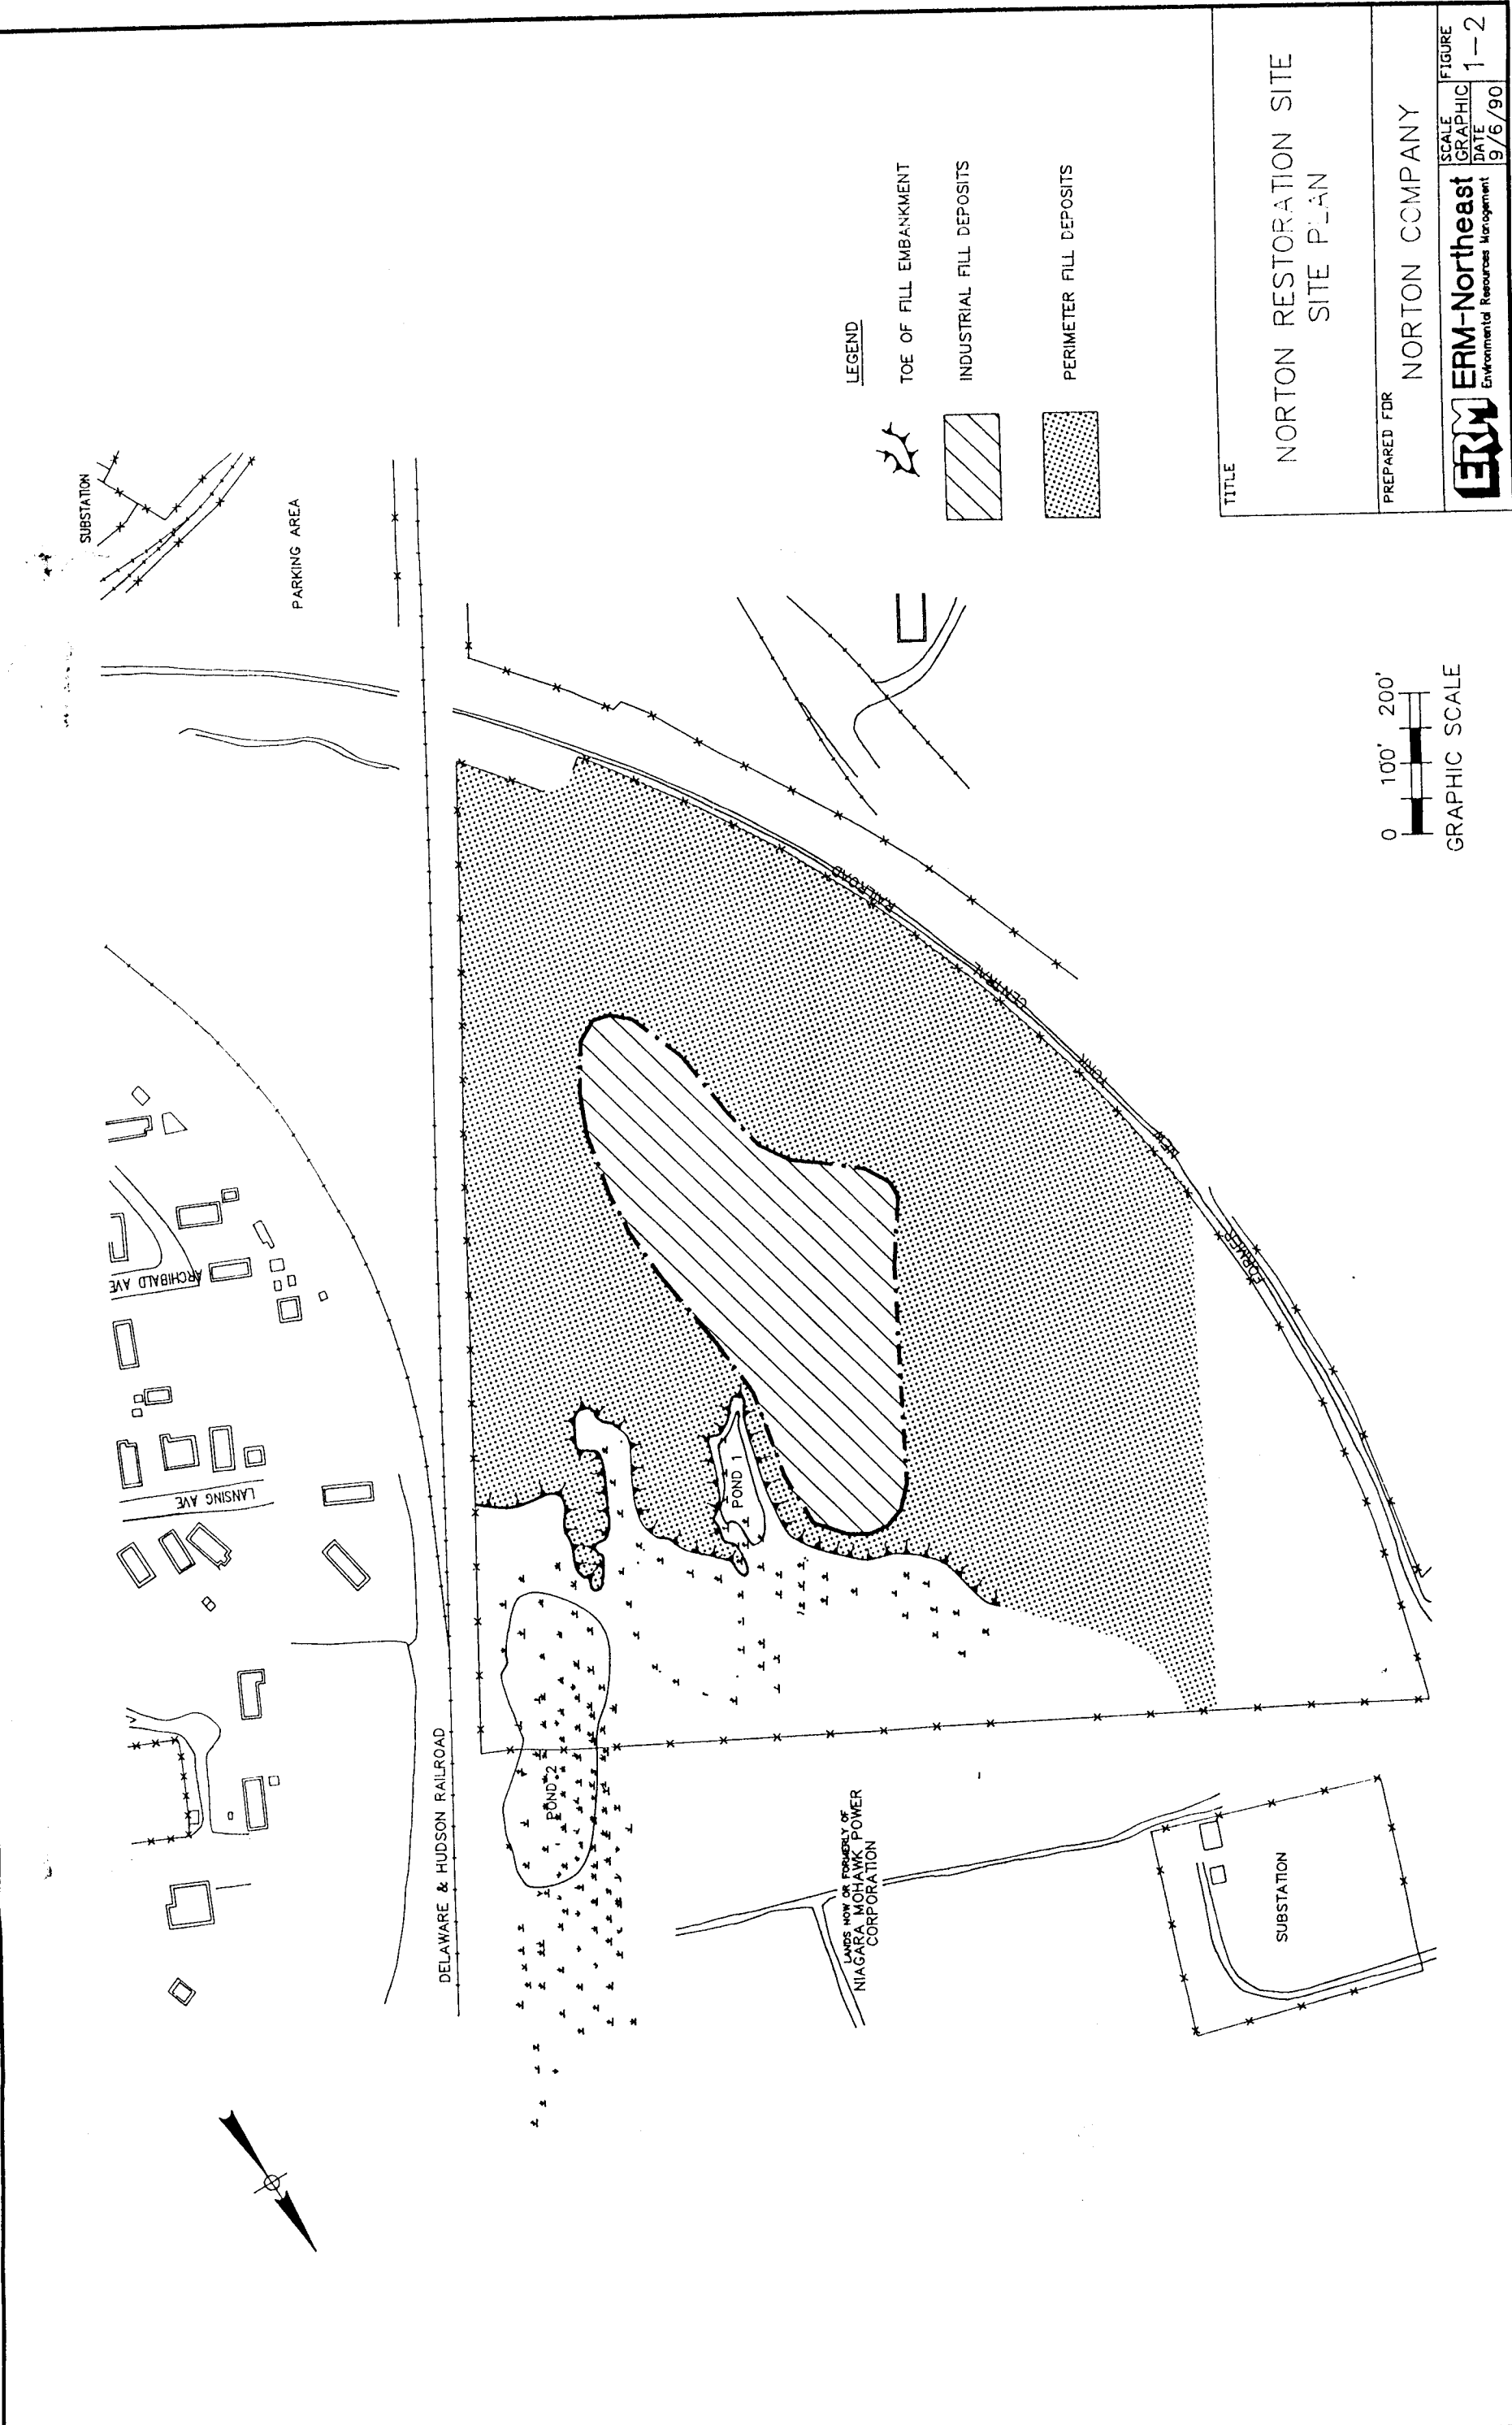 SUBSTATION
PARKING AREA
ARCHIBALD AVE
LANSING AVE
DELAWARE & HUDSON RAILROAD
POND 1
POND 2
FORMER NEW YORK CENTRAL RAILROAD
LANDS NOW OR FORMERLY OF
NIAGARA MOHAWK POWER
CORPORATION
SUBSTATION
LEGEND
TOE OF FILL EMBANKMENT
INDUSTRIAL FILL DEPOSITS
PERIMETER FILL DEPOSITS
0 100' 200'
GRAPHIC SCALE
TITLE
NORTON RESTORATION SITE
SITE PLAN
PREPARED FOR
NORTON COMPANY
ERM ERM-Northeast
Environmental Resources Management
SCALE
GRAPHIC
DATE
9/6/90
FIGURE
1-2